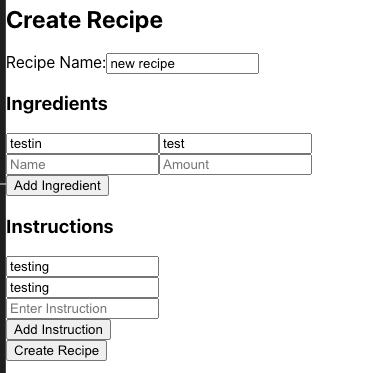 Create Recipe
Recipe Name: new recipe
Ingredients
testin test
Name Amount
Add Ingredient
Instructions
testing
testing
Enter Instruction
Add Instruction
Create Recipe